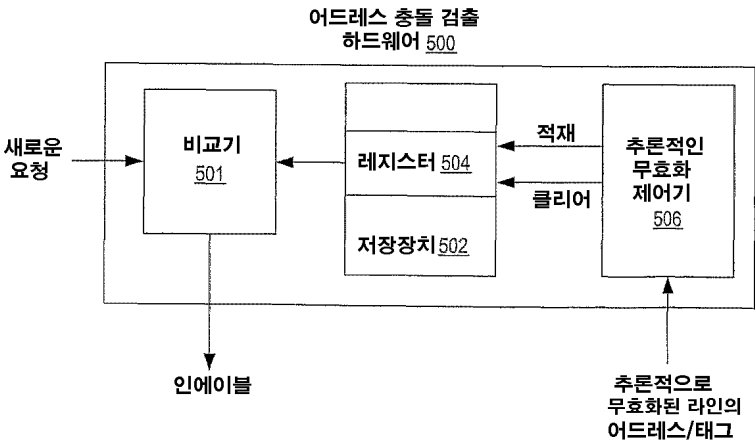 어드레스 충돌 검출
하드웨어 500
새로운
요청
비교기
501
레지스터 504
저장장치 502
적재
클리어
추론적인
무효화
제어기
506
인에이블
추론적으로
무효화된 라인의
어드레스/태그